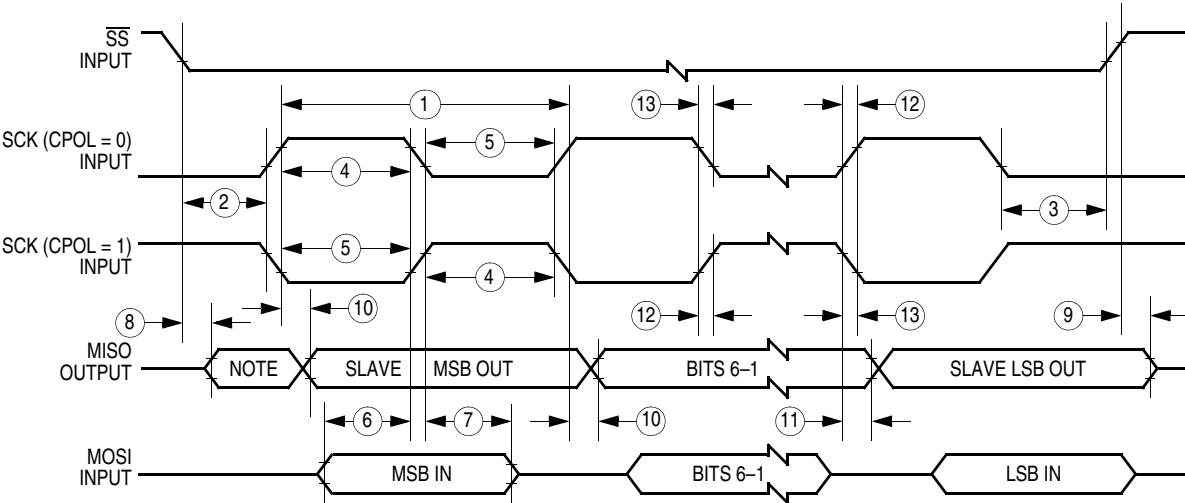 SS
INPUT
1
13
12
SCK (CPOL = 0)
INPUT
5
4
2
3
SCK (CPOL = 1)
INPUT
5
4
10
12
13
8
9
MISO
OUTPUT
NOTE
SLAVE MSB OUT
BITS 6–1
SLAVE LSB OUT
6
7
10
11
MOSI
INPUT
MSB IN
BITS 6–1
LSB IN